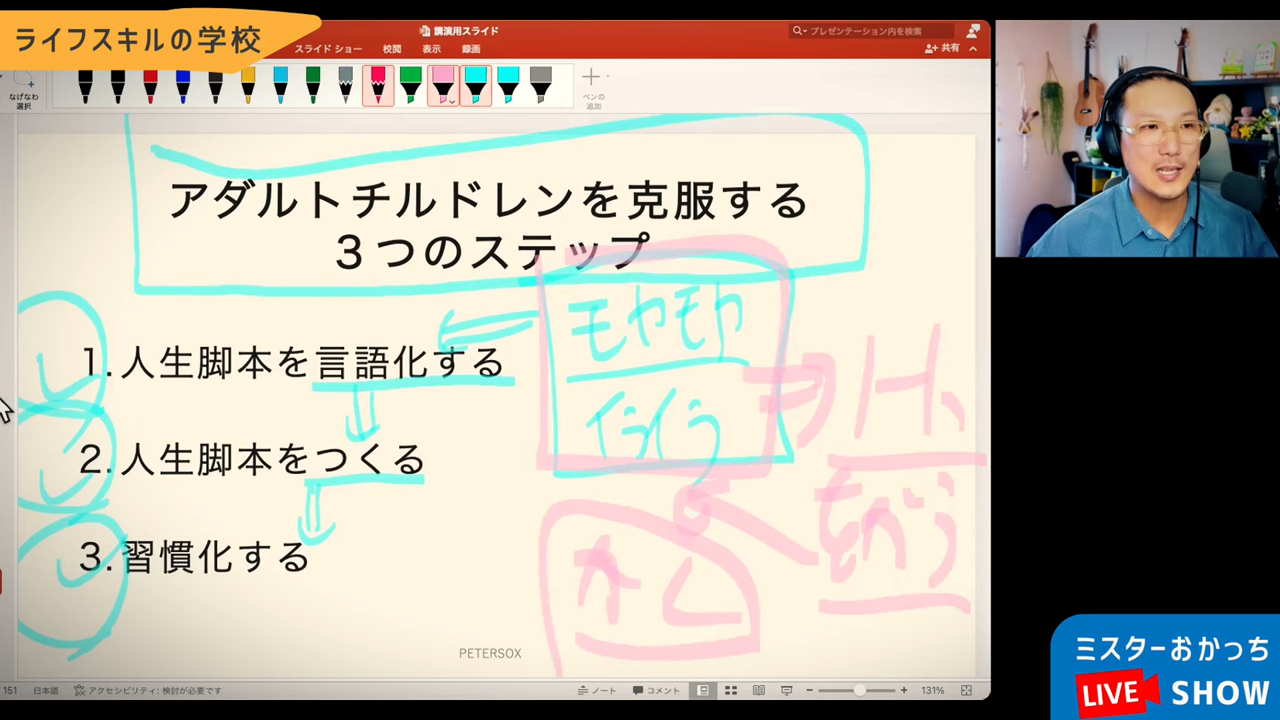 ライフスキルの学校
講演用スライド
プレゼンテーション内を検索
スライド ショー 校閲 表示 録画
共有
なげなわ
選択
ペンの
追加
アダルトチルドレンを克服する
3つのステップ
1. 人生脚本を言語化する
2. 人生脚本をつくる
3. 習慣化する
モヤモヤ
イライラ
PETERSOX
151 日本語 アクセシビリティ: 検討が必要です
ノート コメント 131%
ミスターおかっち
LIVE SHOW